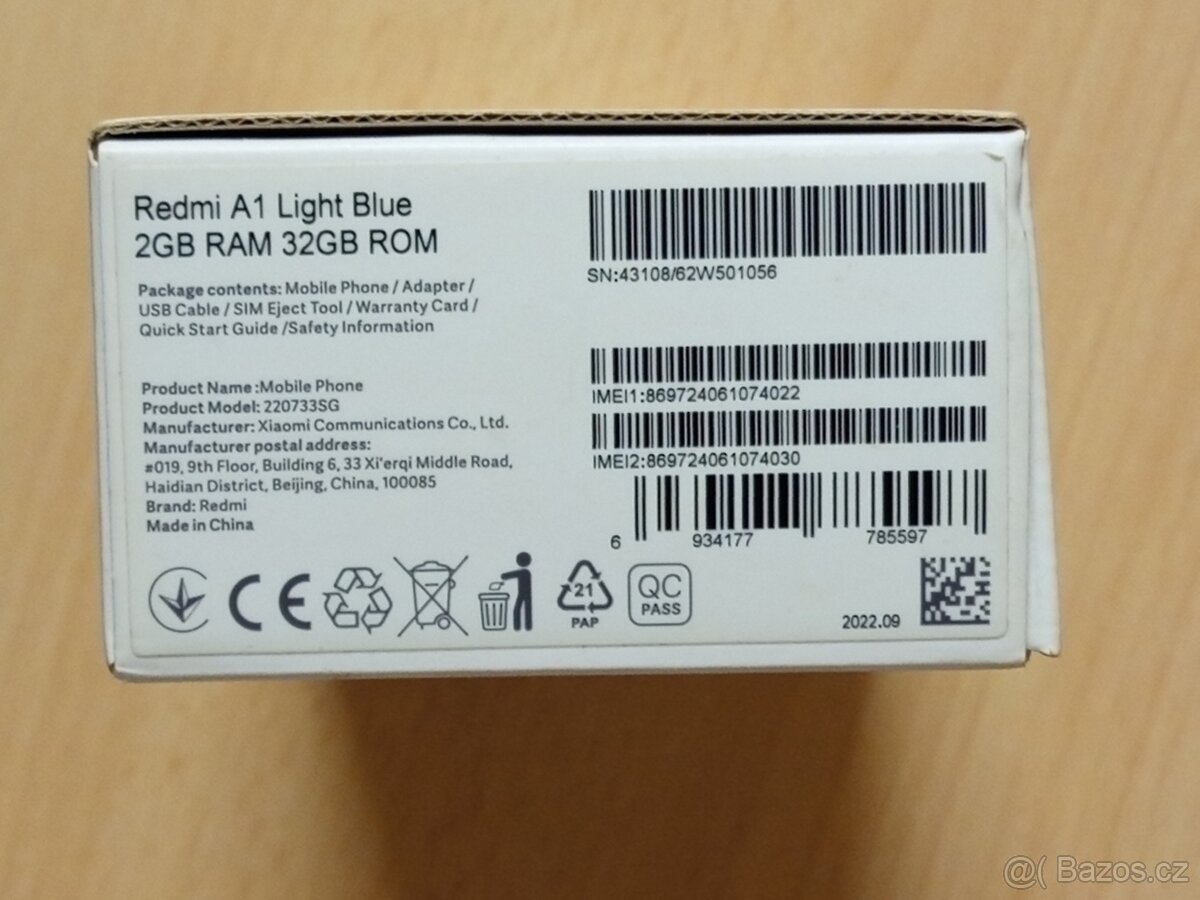 Redmi A1 Light Blue
2GB RAM 32GB ROM
Package contents: Mobile Phone / Adapter /
USB Cable / SIM Eject Tool / Warranty Card /
Quick Start Guide /Safety Information
Product Name :Mobile Phone
Product Model: 220733SG
Manufacturer: Xiaomi Communications Co., Ltd.
Manufacturer postal address:
#019, 9th Floor, Building 6, 33 Xi'erqi Middle Road,
Haidian District, Beijing, China, 100085
Brand: Redmi
Made in China
SN:43108/62W501056
IMEI1:869724061074022
IMEI2:869724061074030
6 934177 785597
CE
21
PAP
QC
PASS
2022.09
@( Bazos.cz